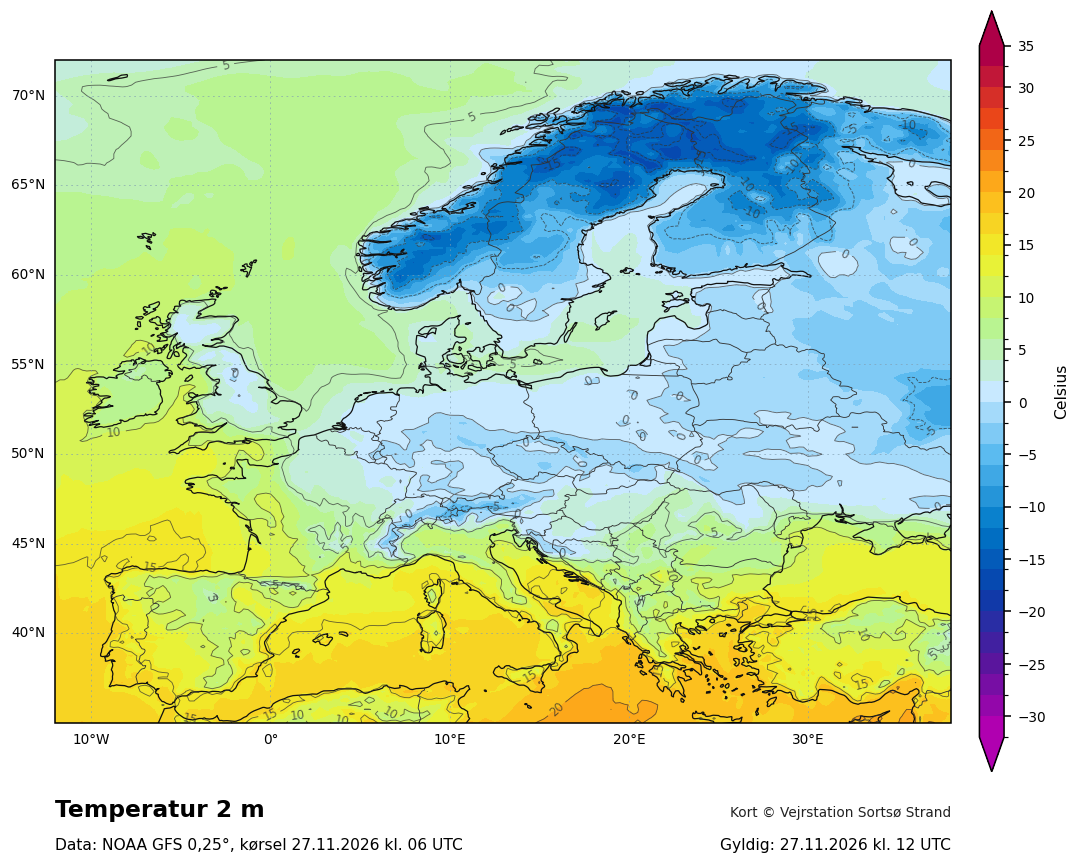 70°N
65°N
60°N
55°N
50°N
45°N
40°N
10°W
0°
10°E
20°E
30°E
35
30
25
20
15
10
5
0
−5
−10
−15
−20
−25
−30
Celsius
Temperatur 2 m
Kort © Vejrstation Sortsø Strand
Data: NOAA GFS 0,25°, kørsel 27.11.2026 kl. 06 UTC
Gyldig: 27.11.2026 kl. 12 UTC